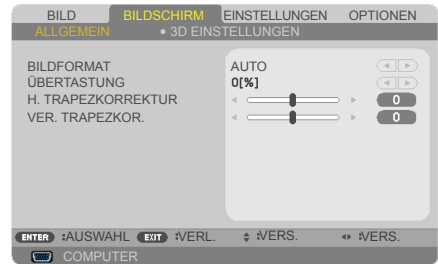 BILD BILDSCHIRM EINSTELLUNGEN OPTIONEN
ALLGEMEIN • 3D EINSTELLUNGEN
BILDFORMAT AUTO
ÜBERTASTUNG 0[%]
H. TRAPEZKORREKTUR 0
VER. TRAPEZKOR. 0
ENTER :AUSWAHL EXIT :VERL. :VERS. :VERS.
COMPUTER